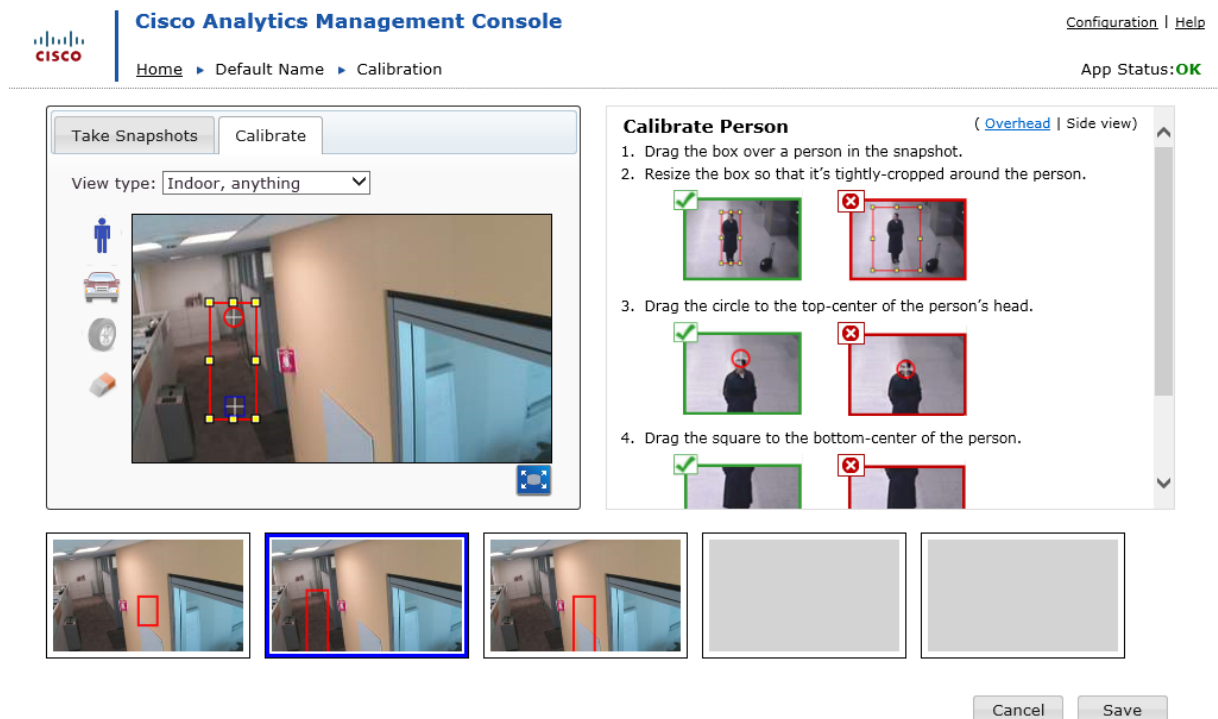 Cisco Analytics Management Console
Configuration | Help
CISCO
Home ▸ Default Name ▸ Calibration
App Status:OK
Take Snapshots
Calibrate
View type: Indoor, anything
Calibrate Person
( Overhead | Side view)
1. Drag the box over a person in the snapshot.
2. Resize the box so that it's tightly-cropped around the person.
3. Drag the circle to the top-center of the person's head.
4. Drag the square to the bottom-center of the person.
Cancel
Save